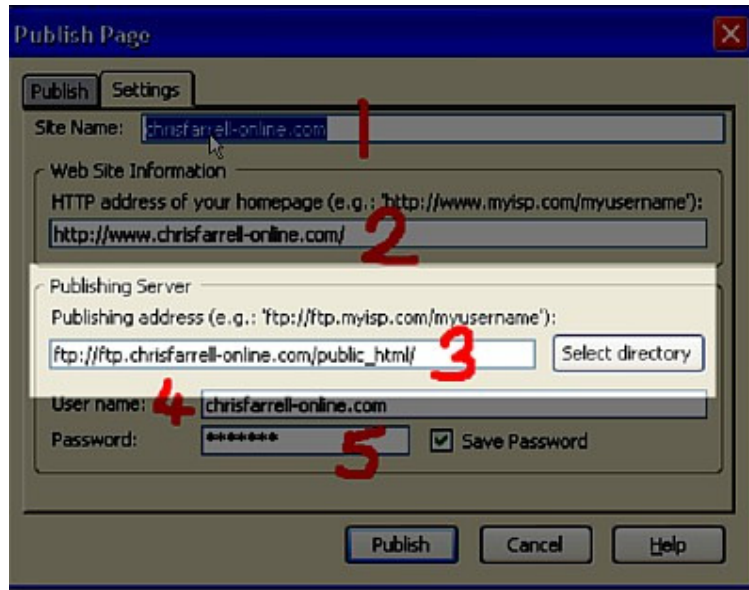 Publish Page
Publish Settings
Site Name: chrisfarrell-online.com 1
Web Site Information
HTTP address of your homepage (e.g.: 'http://www.myisp.com/myusername'):
http://www.chrisfarrell-online.com/ 2
Publishing Server
Publishing address (e.g.: 'ftp://ftp.myisp.com/myusername'):
ftp://ftp.chrisfarrell-online.com/public_html/ 3 Select directory
User name: 4 chrisfarrell-online.com
Password: ******* 5 Save Password
Publish Cancel Help